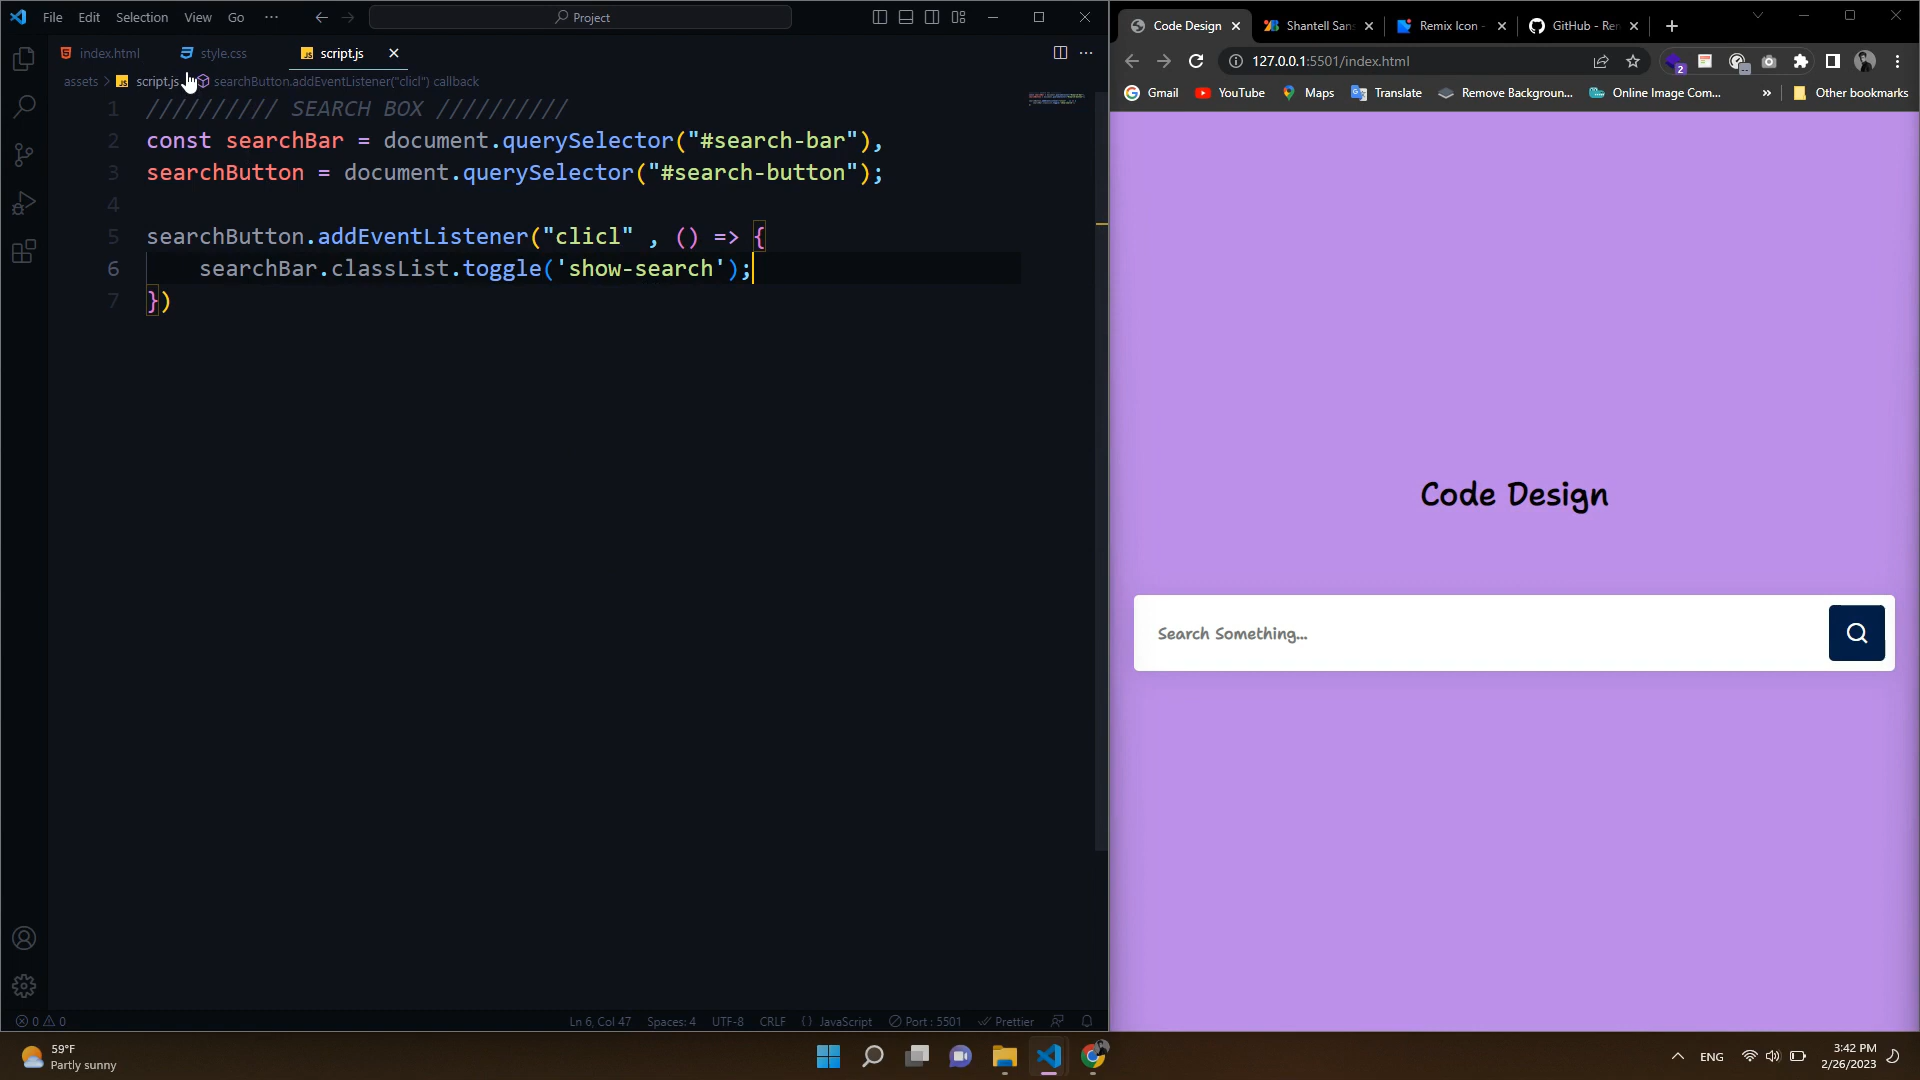 File Edit Selection View Go ··· Project
index.html style.css script.js
assets > script.js searchButton.addEventListener("clicl") callback
1 ////////// SEARCH BOX //////////
2 const searchBar = document.querySelector("#search-bar"),
3 searchButton = document.querySelector("#search-button");
4
5 searchButton.addEventListener("clicl" , () => {
6 searchBar.classList.toggle('show-search');
7 })
0 0 Ln 6, Col 47 Spaces: 4 UTF-8 CRLF JavaScript Port : 5501 Prettier
Code Design Shantell San Remix Icon - GitHub - Ren
127.0.0.1:5501/index.html 2
Gmail YouTube Maps Translate Remove Backgroun... Online Image Com... » Other bookmarks
Code Design
Search Something...
59°F
Partly sunny
ENG
3:42 PM
2/26/2023